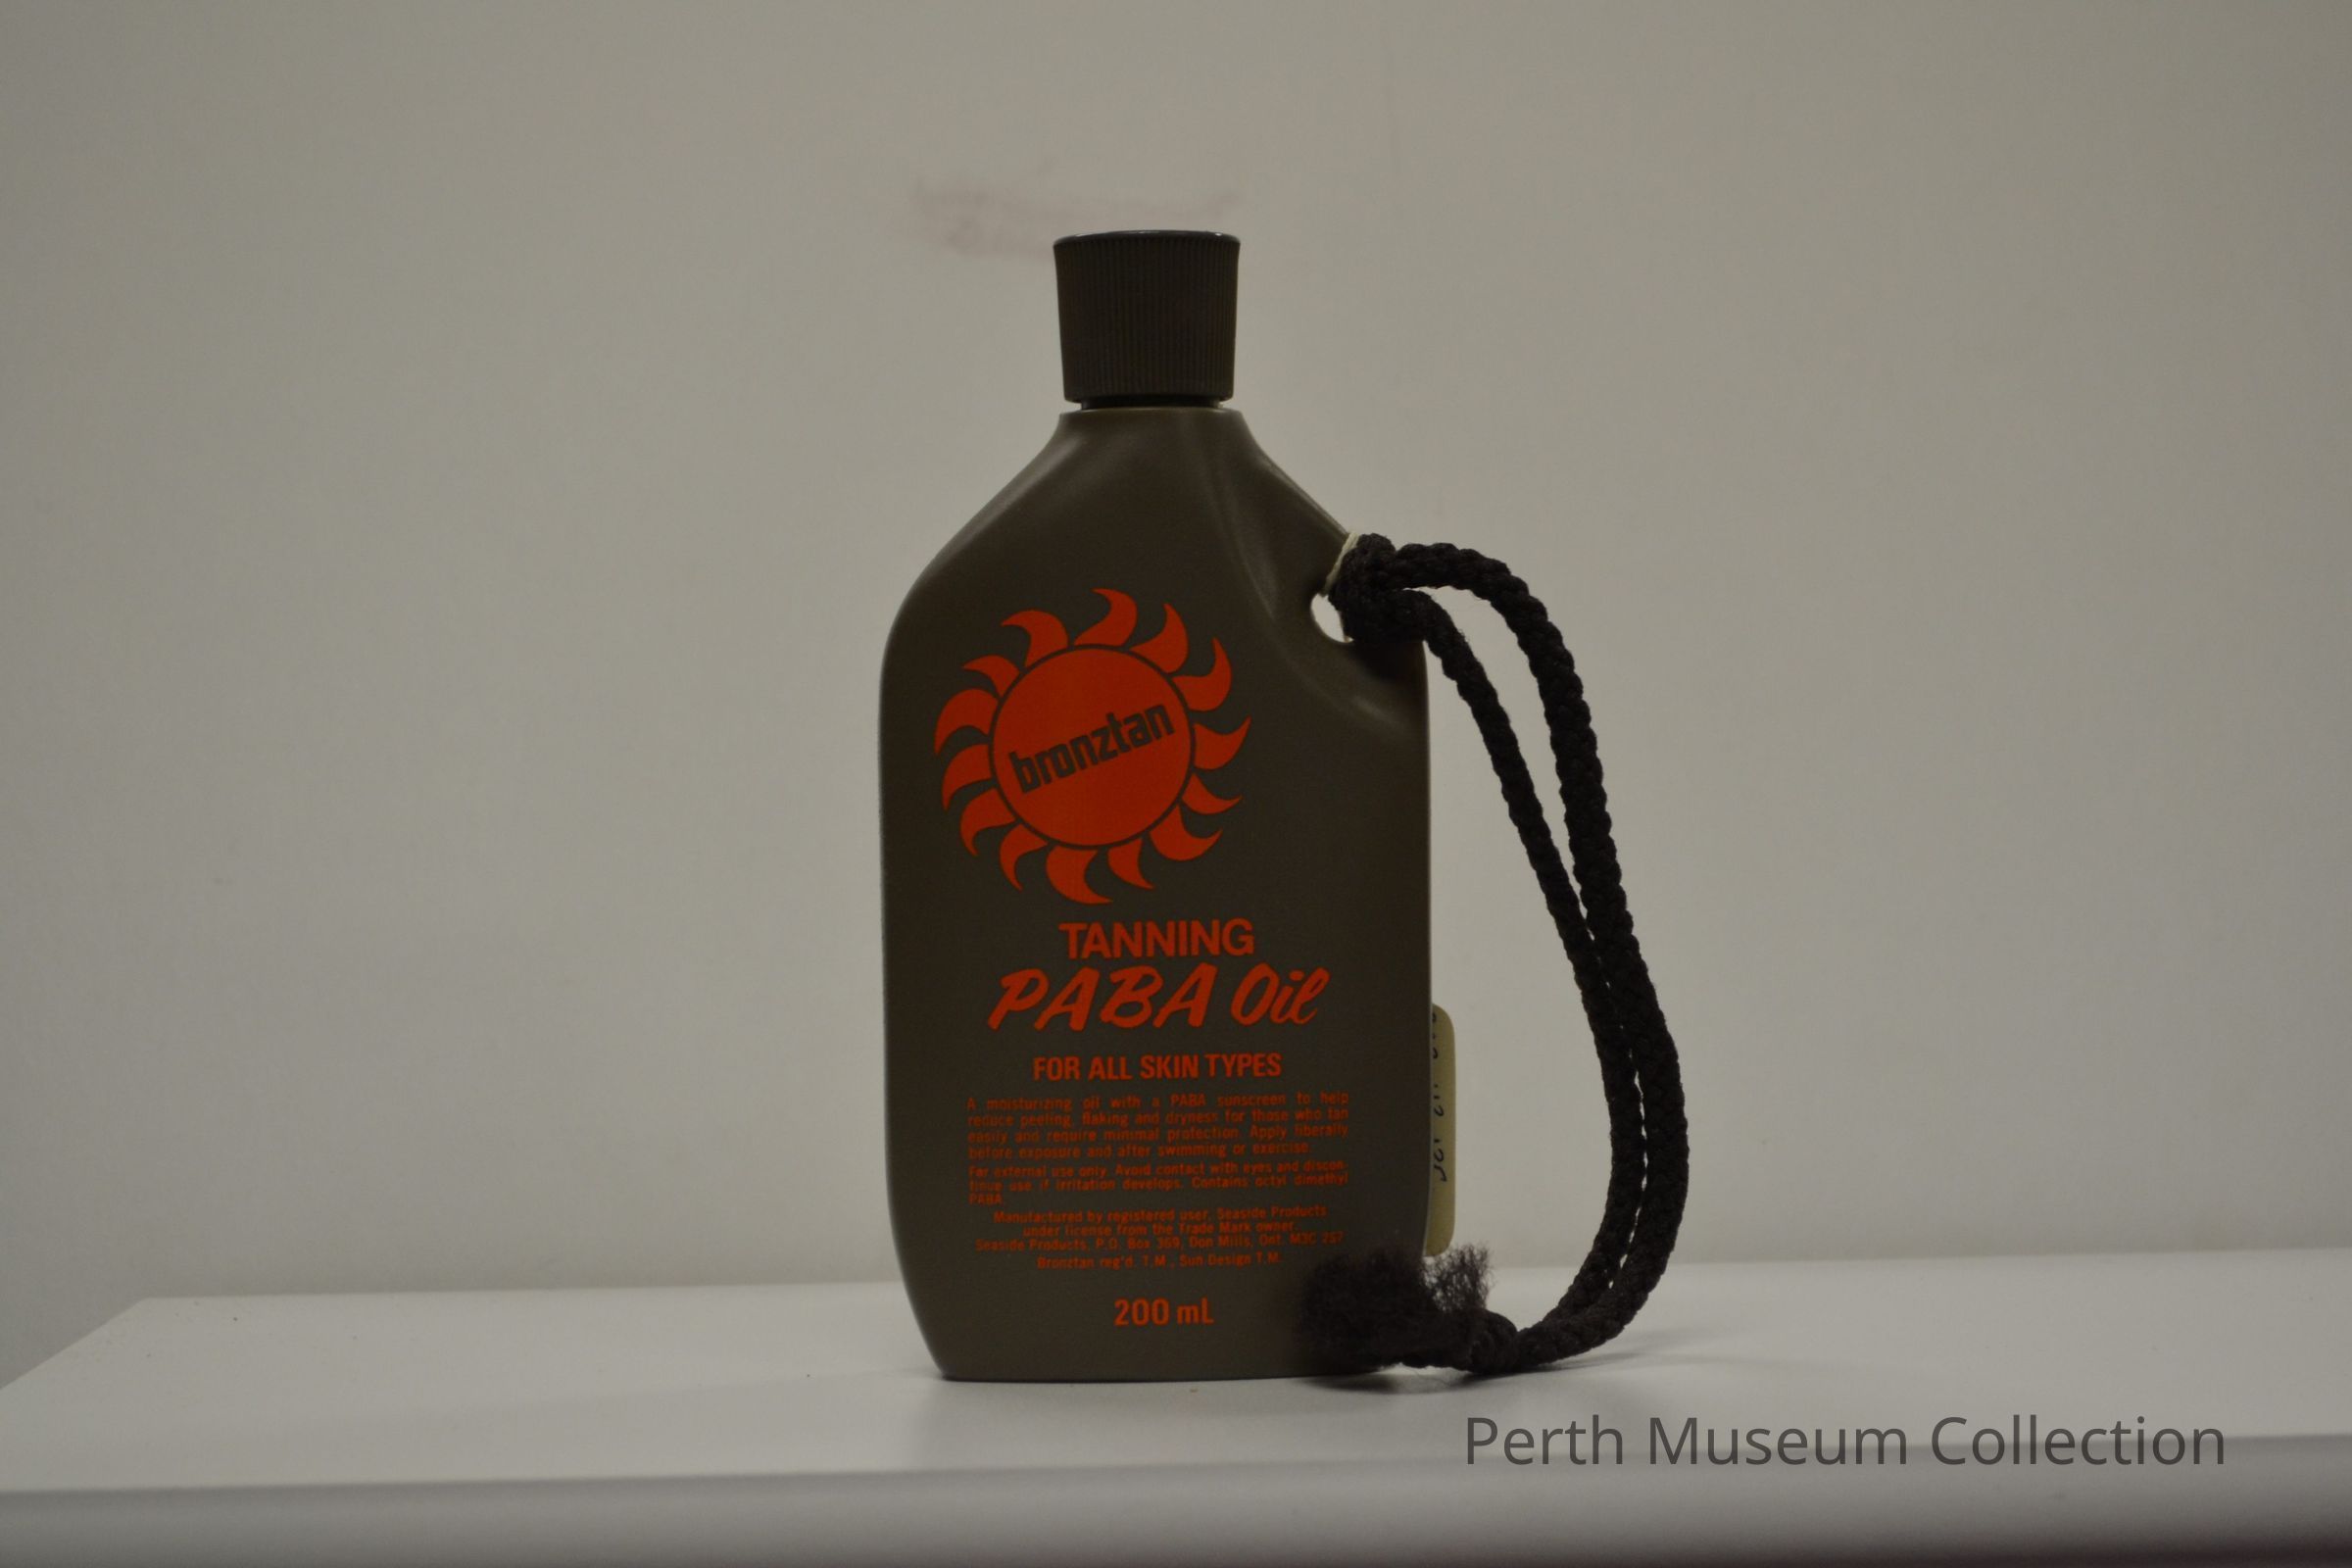 bronztan
TANNING
PABA Oil
FOR ALL SKIN TYPES
A moisturizing oil with a PABA sunscreen to help
reduce peeling, flaking and dryness for those who tan
easily and require minimal protection. Apply liberally
before exposure and after swimming or exercise.
For external use only. Avoid contact with eyes and discon-
tinue use if irritation develops. Contains octyl dimethyl
PABA.
Manufactured by registered user, Seaside Products
under license from the Trade Mark owner.
Seaside Products, P.O. Box 369, Don Mills, Ont. M3C 2S7
Bronztan reg'd. T.M., Sun Design T.M.
200 mL
Perth Museum Collection